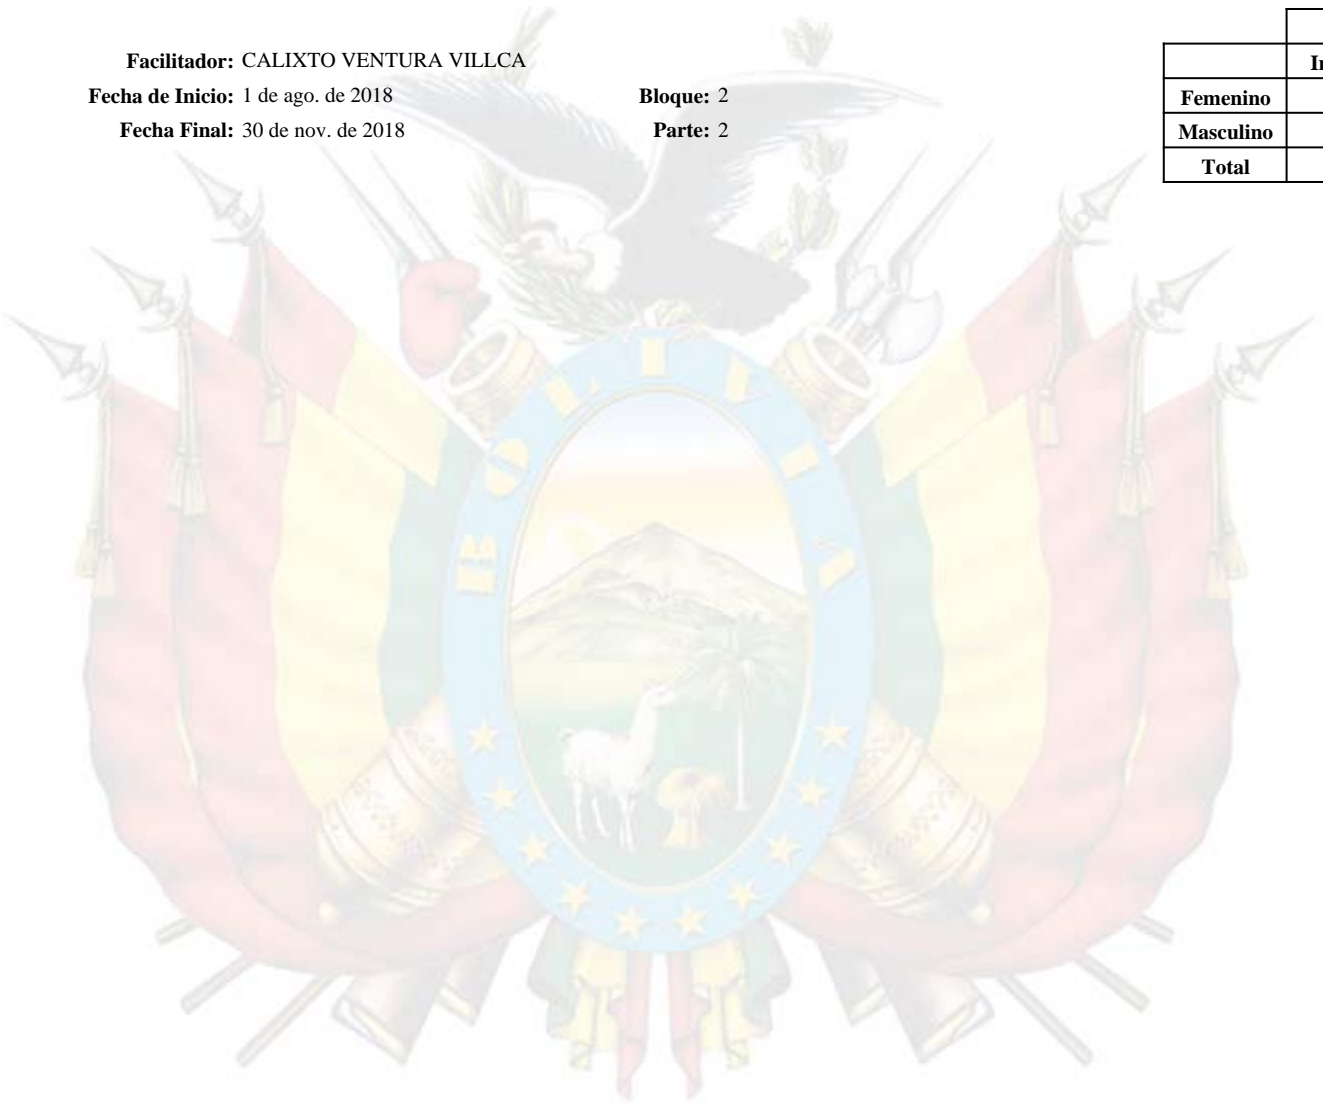 Facilitador: CALIXTO VENTURA VILLCA
Fecha de Inicio: 1 de ago. de 2018 Bloque: 2
Fecha Final: 30 de nov. de 2018 Parte: 2
Femenino
Masculino
Total
BOLIVIA